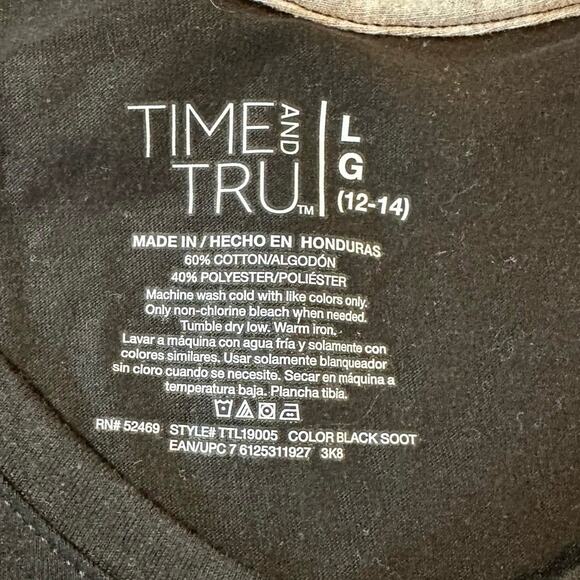 TIME AND TRU™ L G (12-14)
MADE IN / HECHO EN HONDURAS
60% COTTON/ALGODÓN
40% POLYESTER/POLIÉSTER
Machine wash cold with like colors only.
Only non-chlorine bleach when needed.
Tumble dry low. Warm iron.
Lavar a máquina con agua fría y solamente con
colores similares. Usar solamente blanqueador
sin cloro cuando se necesite. Secar en máquina a
temperatura baja. Plancha tibia.
RN# 52469 STYLE# TTL19005 COLOR BLACK SOOT
EAN/UPC 7 6125311927 3K8